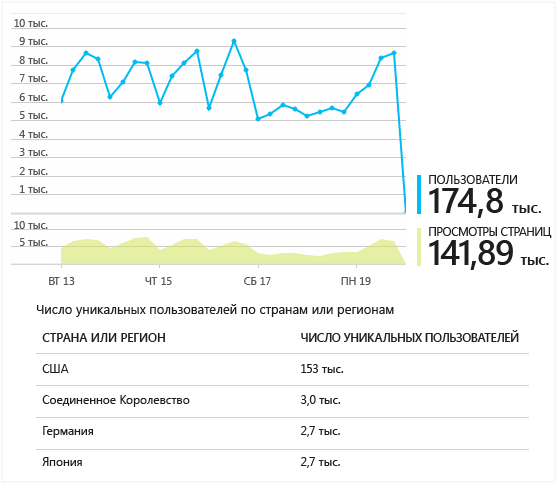 10 тыс.
9 тыс.
8 тыс.
7 тыс.
6 тыс.
5 тыс.
4 тыс.
3 тыс.
2 тыс.
1 тыс.
ПОЛЬЗОВАТЕЛИ
174,8 тыс.
10 тыс.
5 тыс.
ПРОСМОТРЫ СТРАНИЦ
141,89 тыс.
ВТ 13 ЧТ 15 СБ 17 ПН 19
Число уникальных пользователей по странам или регионам
СТРАНА ИЛИ РЕГИОН ЧИСЛО УНИКАЛЬНЫХ ПОЛЬЗОВАТЕЛЕЙ
США 153 тыс.
Соединенное Королевство 3,0 тыс.
Германия 2,7 тыс.
Япония 2,7 тыс.